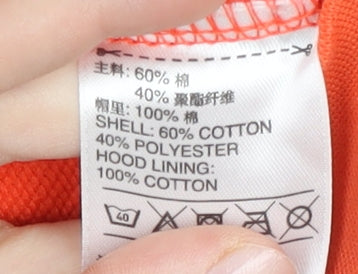 主料: 60% 棉
40% 聚酯纤维
帽里: 100% 棉
SHELL: 60% COTTON
40% POLYESTER
HOOD LINING:
100% COTTON
40